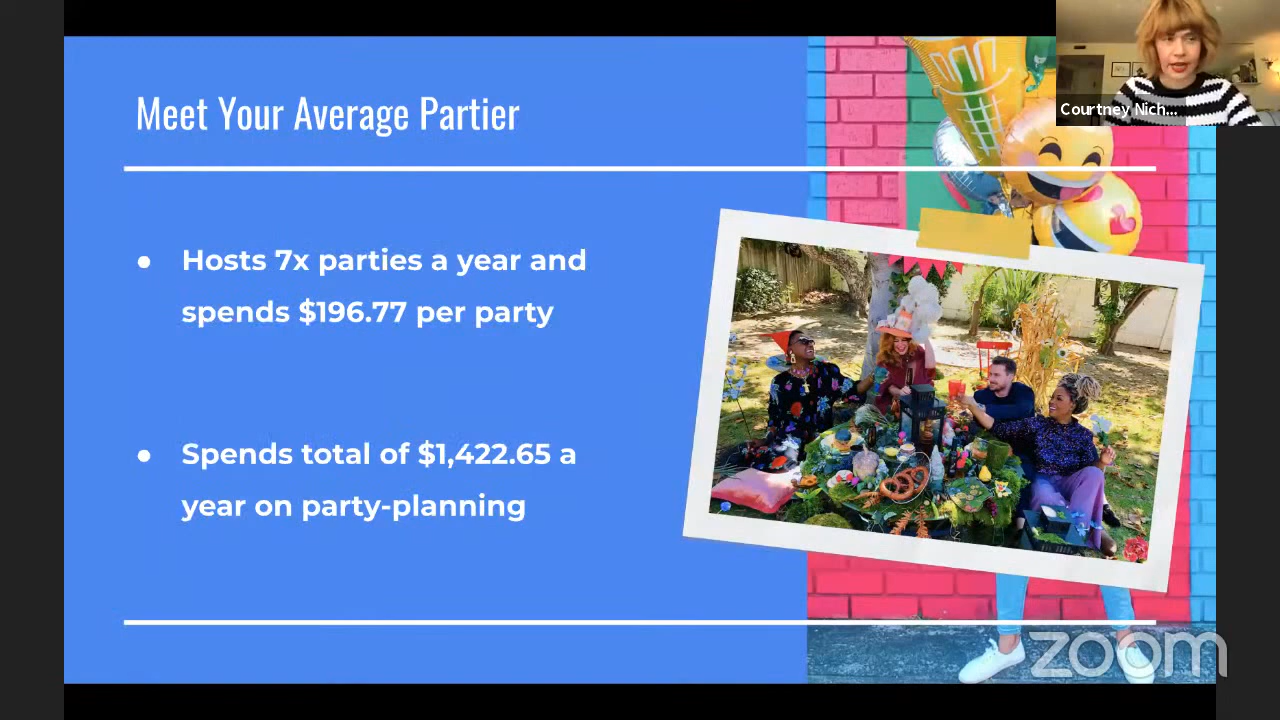 Meet Your Average Partier
Courtney Nich...
● Hosts 7x parties a year and
spends $196.77 per party
● Spends total of $1,422.65 a
year on party-planning
zoom